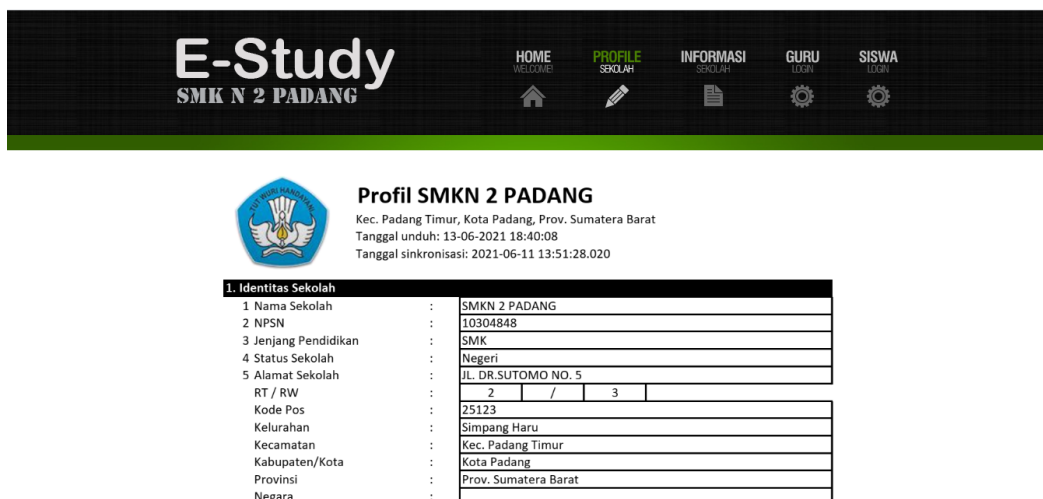 E-Study
SMK N 2 PADANG
HOME
WELCOME!
PROFILE
SEKOLAH
INFORMASI
SEKOLAH
GURU
LOGIN
SISWA
LOGIN
TUT WURI HANDAYANI
Profil SMKN 2 PADANG
Kec. Padang Timur, Kota Padang, Prov. Sumatera Barat
Tanggal unduh: 13-06-2021 18:40:08
Tanggal sinkronisasi: 2021-06-11 13:51:28.020
1. Identitas Sekolah
1 Nama Sekolah : SMKN 2 PADANG
2 NPSN : 10304848
3 Jenjang Pendidikan : SMK
4 Status Sekolah : Negeri
5 Alamat Sekolah : JL. DR.SUTOMO NO. 5
RT / RW : 2 / 3
Kode Pos : 25123
Kelurahan : Simpang Haru
Kecamatan : Kec. Padang Timur
Kabupaten/Kota : Kota Padang
Provinsi : Prov. Sumatera Barat
Negara :